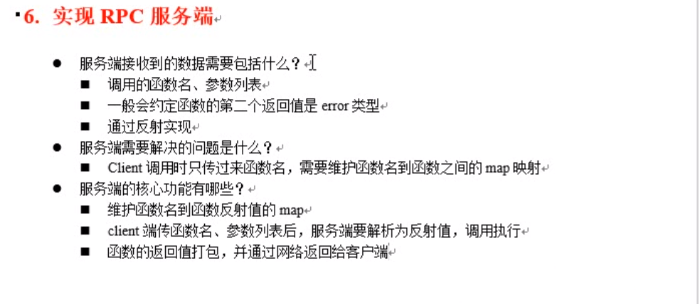 6. 实现 RPC 服务端
服务端接收到的数据需要包括什么？
调用的函数名、参数列表
一般会约定函数的第二个返回值是 error 类型
通过反射实现
服务端需要解决的问题是什么？
Client 调用时只传过来函数名，需要维护函数名到函数之间的 map 映射
服务端的核心功能有哪些？
维护函数名到函数反射值的 map
client 端传函数名、参数列表后，服务端要解析为反射值，调用执行
函数的返回值打包，并通过网络返回给客户端